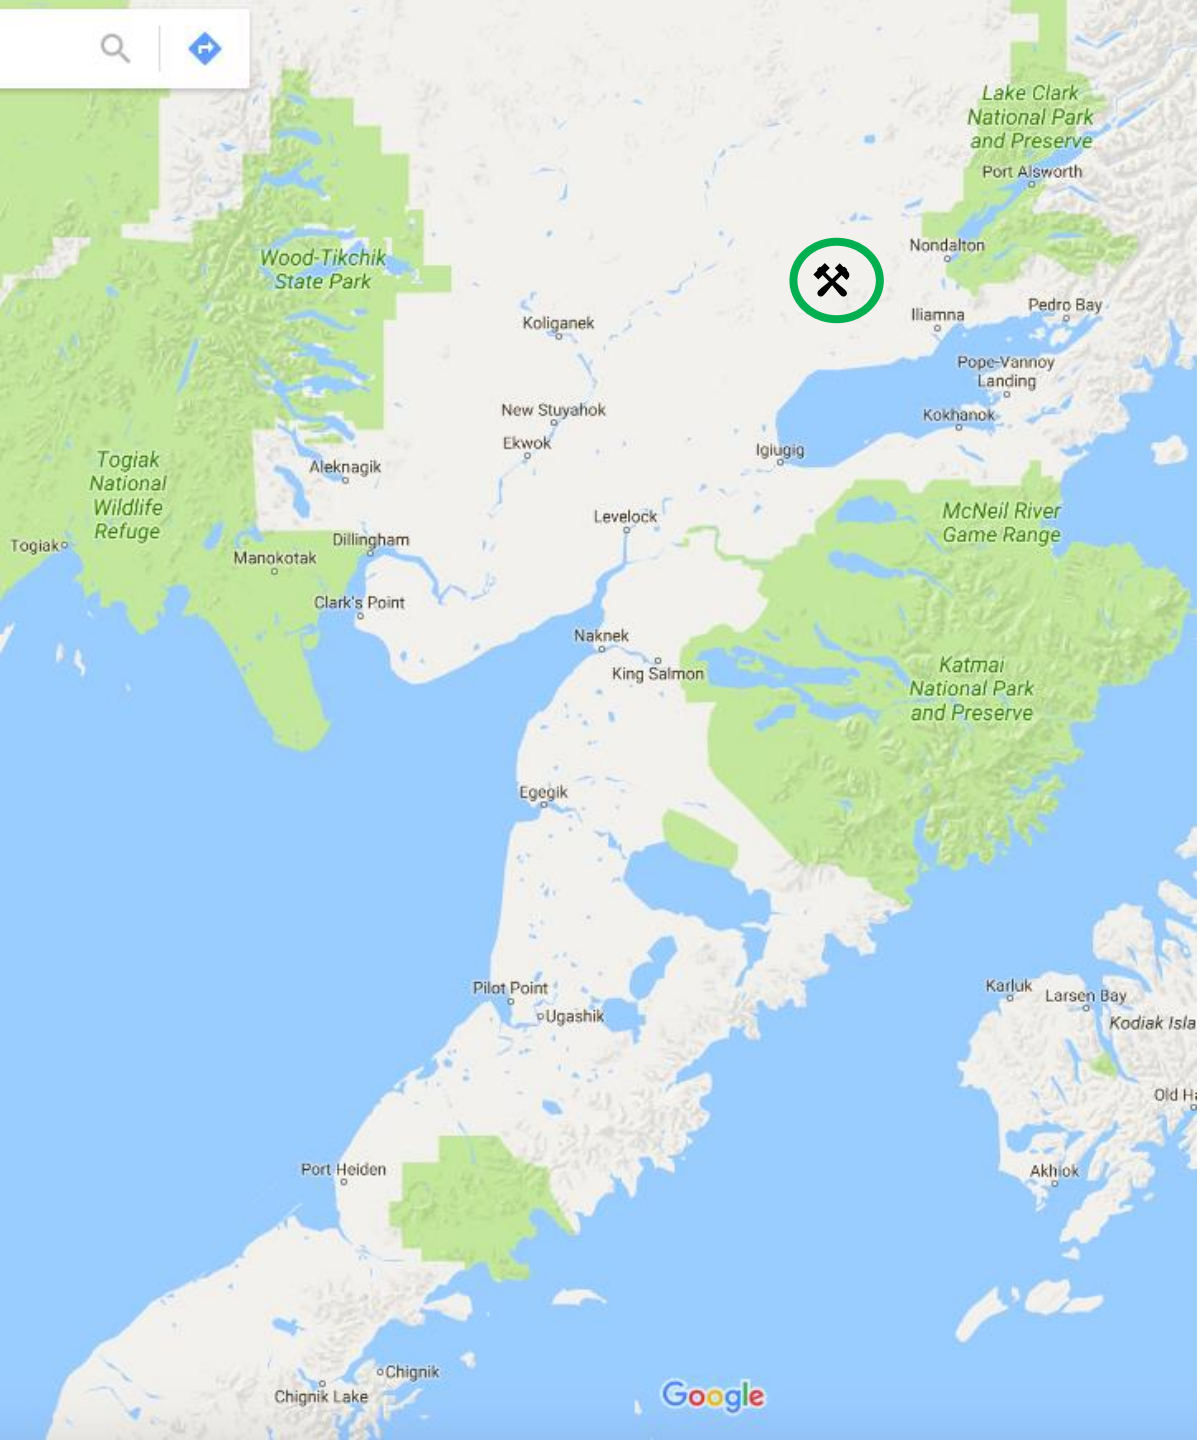 Lake Clark
National Park
and Preserve
Port Alsworth
Nondalton
Wood-Tikchik
State Park
Pedro Bay
Iliamna
Koliganek
Pope-Vannoy
Landing
New Stuyahok
Kokhanok
Ekwok
Igiugig
Aleknagik
Togiak
National
Wildlife
Refuge
McNeil River
Game Range
Levelock
Dillingham
Togiak
Manokotak
Clark's Point
Naknek
King Salmon
Katmai
National Park
and Preserve
Egegik
Pilot Point
Ugashik
Karluk
Larsen Bay
Kodiak Isla
Old Ha
Port Heiden
Akhiok
Chignik
Chignik Lake
Google